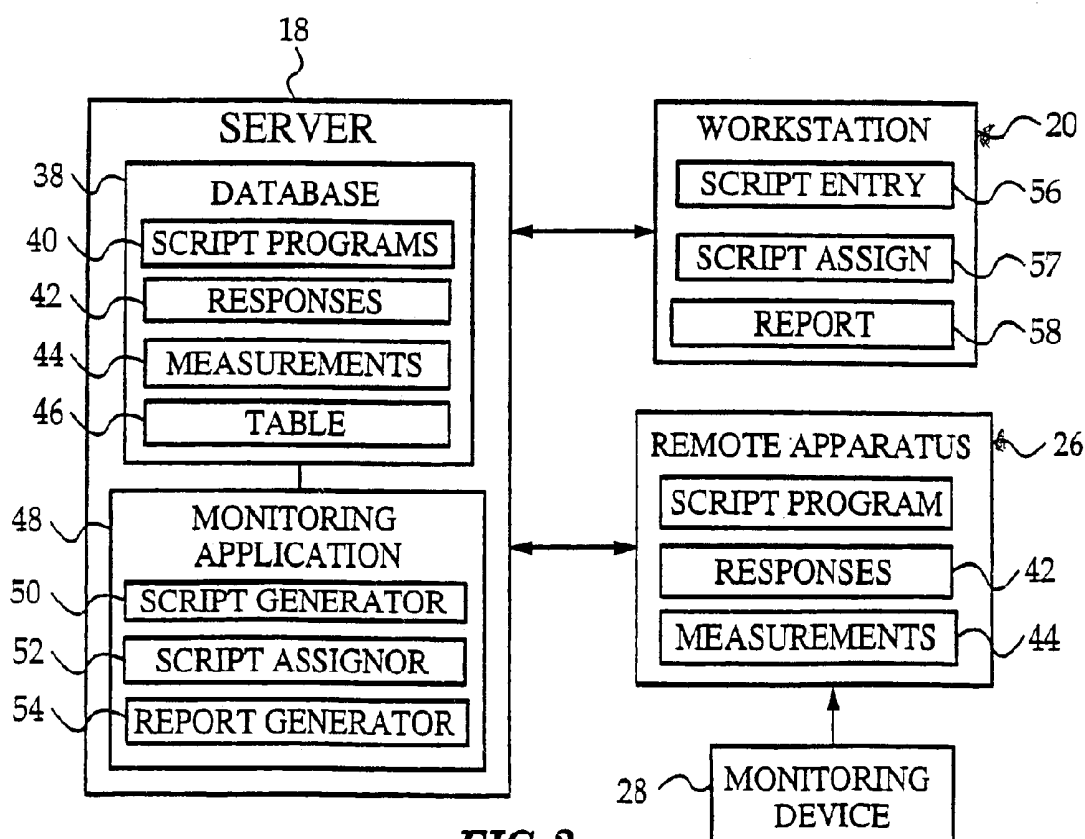 18
SERVER
38
DATABASE
40
SCRIPT PROGRAMS
42
RESPONSES
44
MEASUREMENTS
46
TABLE
48
MONITORING
APPLICATION
50
SCRIPT GENERATOR
52
SCRIPT ASSIGNOR
54
REPORT GENERATOR
WORKSTATION
20
SCRIPT ENTRY
56
SCRIPT ASSIGN
57
REPORT
58
REMOTE APPARATUS
26
SCRIPT PROGRAM
RESPONSES
42
MEASUREMENTS
44
28
MONITORING
DEVICE